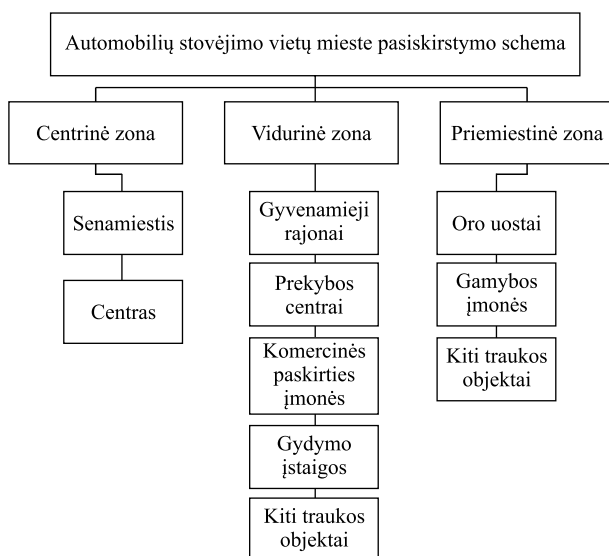 Automobilių stovėjimo vietų mieste pasiskirstymo schema
Centrinė zona
Senamiestis
Centras
Vidurinė zona
Gyvenamieji
rajonai
Prekybos
centrai
Komercinės
paskirties
įmonės
Gydymo
įstaigos
Kiti traukos
objektai
Priemiestinė zona
Oro uostai
Gamybos
įmonės
Kiti traukos
objektai